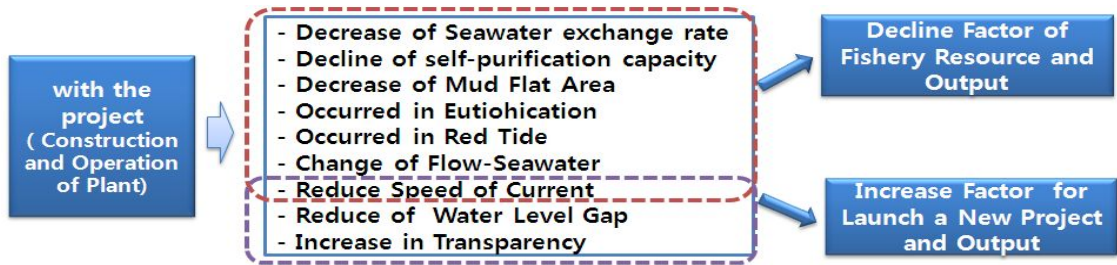 with the
project
( Construction
and Operation
of Plant)
- Decrease of Seawater exchange rate
- Decline of self-purification capacity
- Decrease of Mud Flat Area
- Occurred in Eutiohication
- Occurred in Red Tide
- Change of Flow-Seawater
- Reduce Speed of Current
- Reduce of Water Level Gap
- Increase in Transparency
Decline Factor of
Fishery Resource and
Output
Increase Factor for
Launch a New Project
and Output